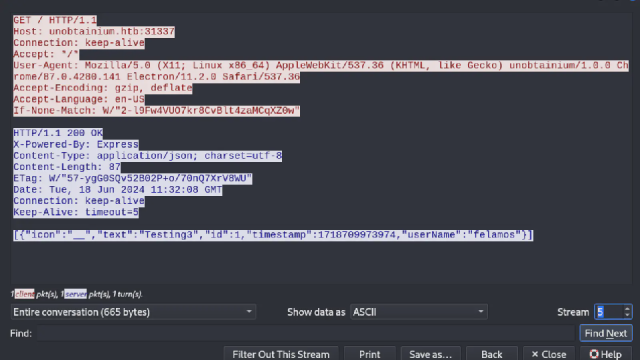 GET / HTTP/1.1
Host: unobtainium.htb:31337
Connection: keep-alive
Accept: */*
User-Agent: Mozilla/5.0 (X11; Linux x86_64) AppleWebKit/537.36 (KHTML, like Gecko) unobtainium/1.0.0 Ch
rome/87.0.4280.141 Electron/11.2.0 Safari/537.36
Accept-Encoding: gzip, deflate
Accept-Language: en-US
If-None-Match: W/"2-l9Fw4VUO7kr8CvBlt4zaMCqXZ0w"
HTTP/1.1 200 OK
X-Powered-By: Express
Content-Type: application/json; charset=utf-8
Content-Length: 87
ETag: W/"57-ygG0SQv52B02P+o/70nQ7XrV8WU"
Date: Tue, 18 Jun 2024 11:32:08 GMT
Connection: keep-alive
Keep-Alive: timeout=5
[{"icon":"__","text":"Testing3","id":1,"timestamp":1718709973974,"userName":"felamos"}]
1 client pkt(s), 1 server pkt(s), 1 turn(s).
Entire conversation (665 bytes) Show data as ASCII Stream 5
Find: Find Next
Filter Out This Stream Print Save as... Back × Close Help